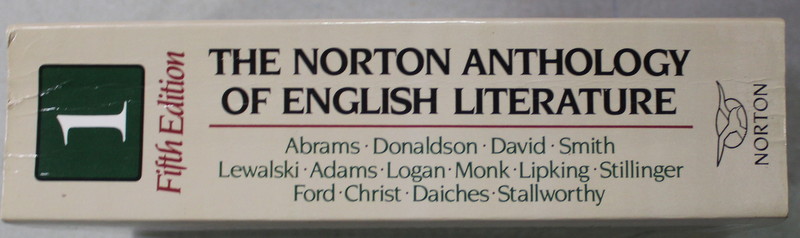 1
Fifth Edition
THE NORTON ANTHOLOGY
OF ENGLISH LITERATURE
Abrams · Donaldson · David · Smith
Lewalski · Adams · Logan · Monk · Lipking · Stillinger
Ford · Christ · Daiches · Stallworthy
NORTON